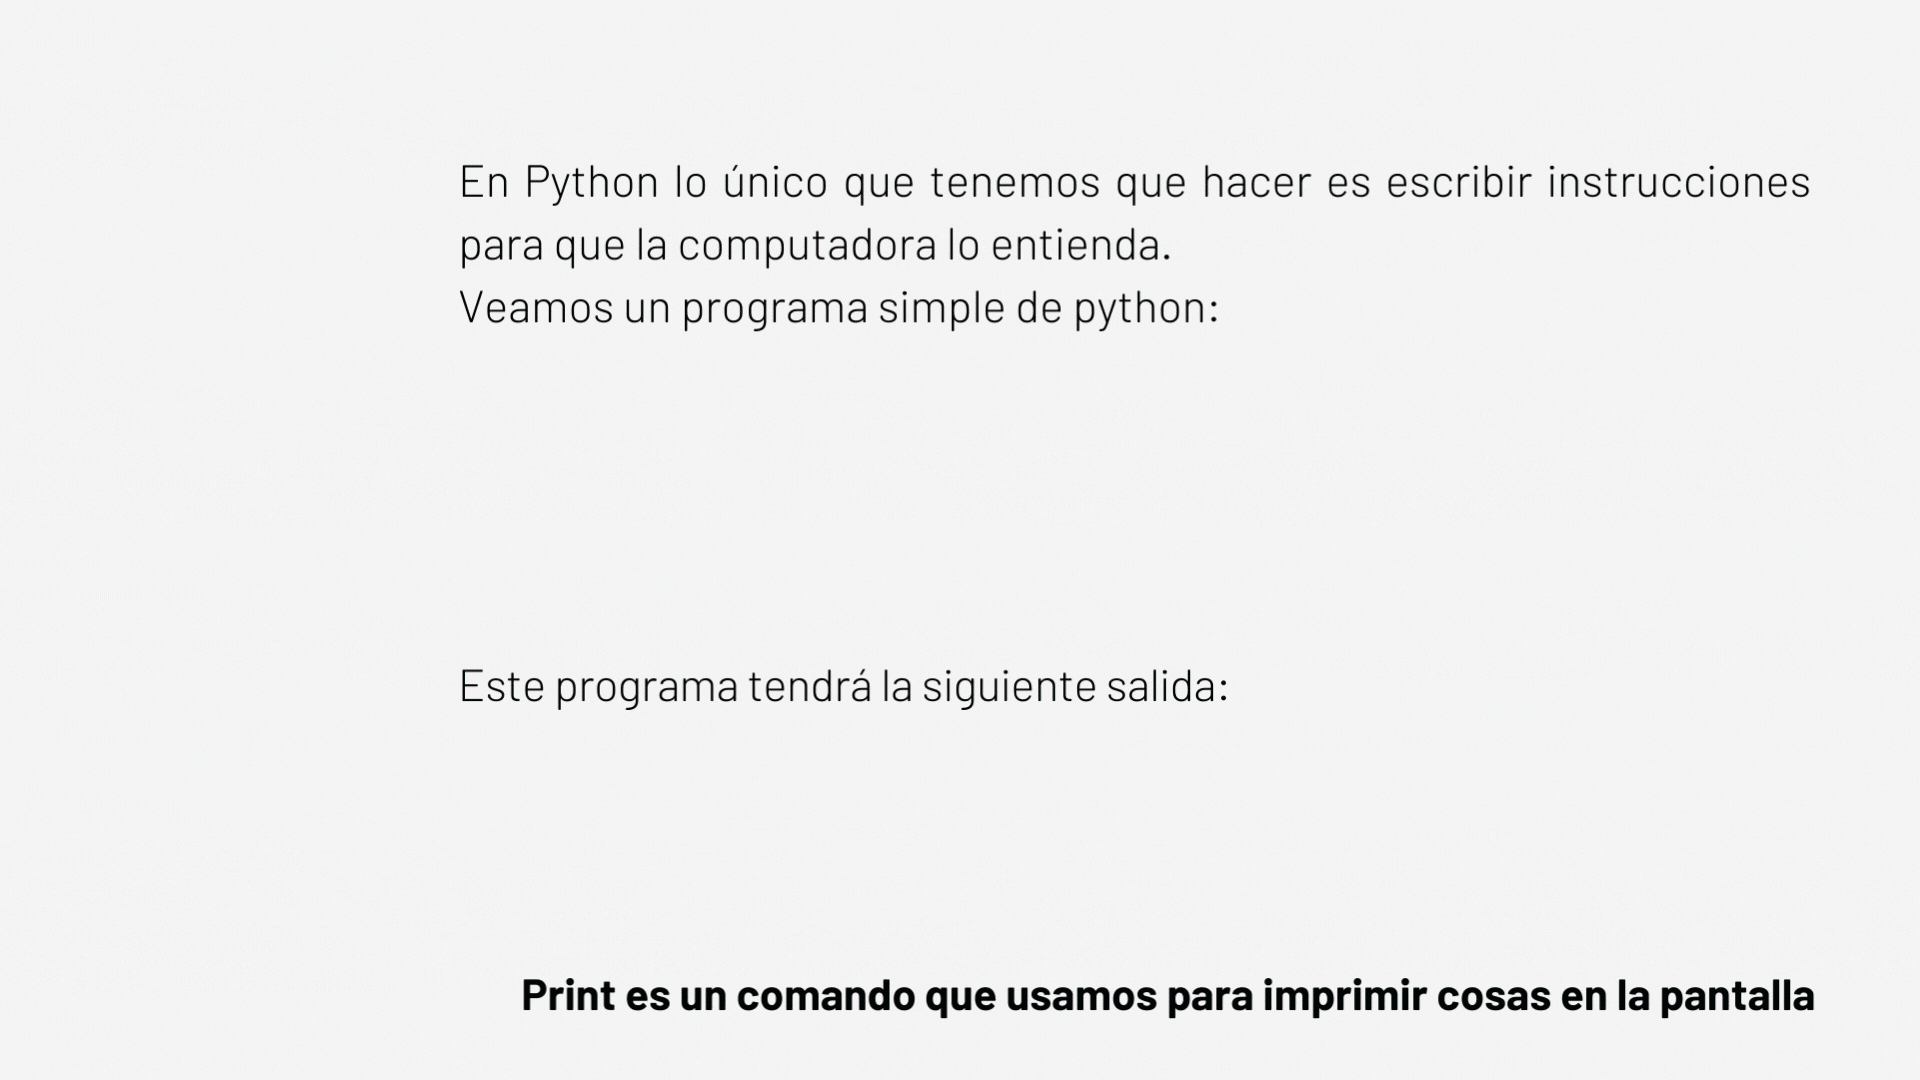 En Python lo único que tenemos que hacer es escribir instrucciones
para que la computadora lo entienda.
Veamos un programa simple de python:
Este programa tendrá la siguiente salida:
Print es un comando que usamos para imprimir cosas en la pantalla